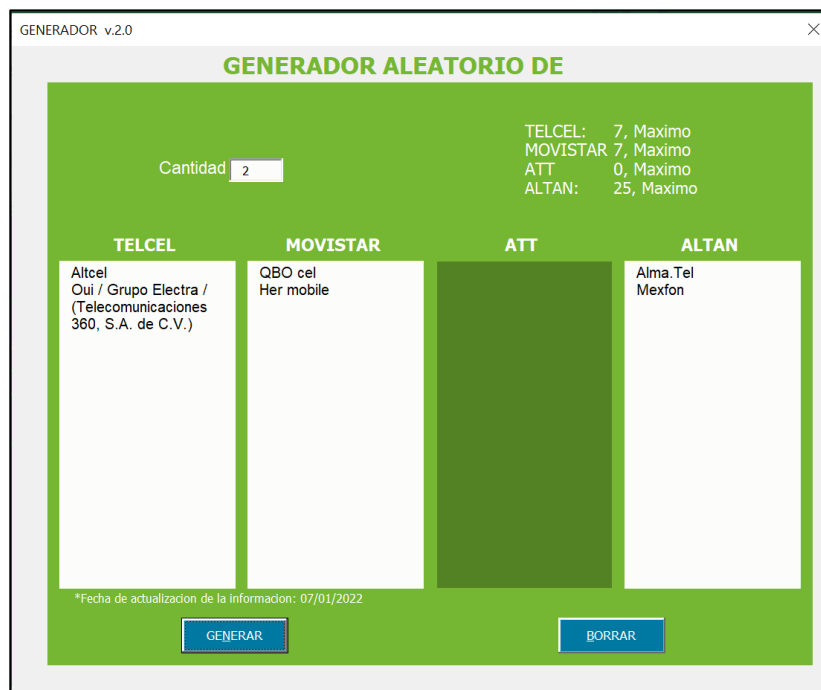 GENERADOR v.2.0
GENERADOR ALEATORIO DE
Cantidad 2
TELCEL: 7, Maximo
MOVISTAR 7, Maximo
ATT 0, Maximo
ALTAN: 25, Maximo
TELCEL
Altcel
Oui / Grupo Electra /
(Telecomunicaciones
360, S.A. de C.V.)
MOVISTAR
QBO cel
Her mobile
ATT
ALTAN
Alma.Tel
Mexfon
*Fecha de actualizacion de la informacion: 07/01/2022
GENERAR
BORRAR